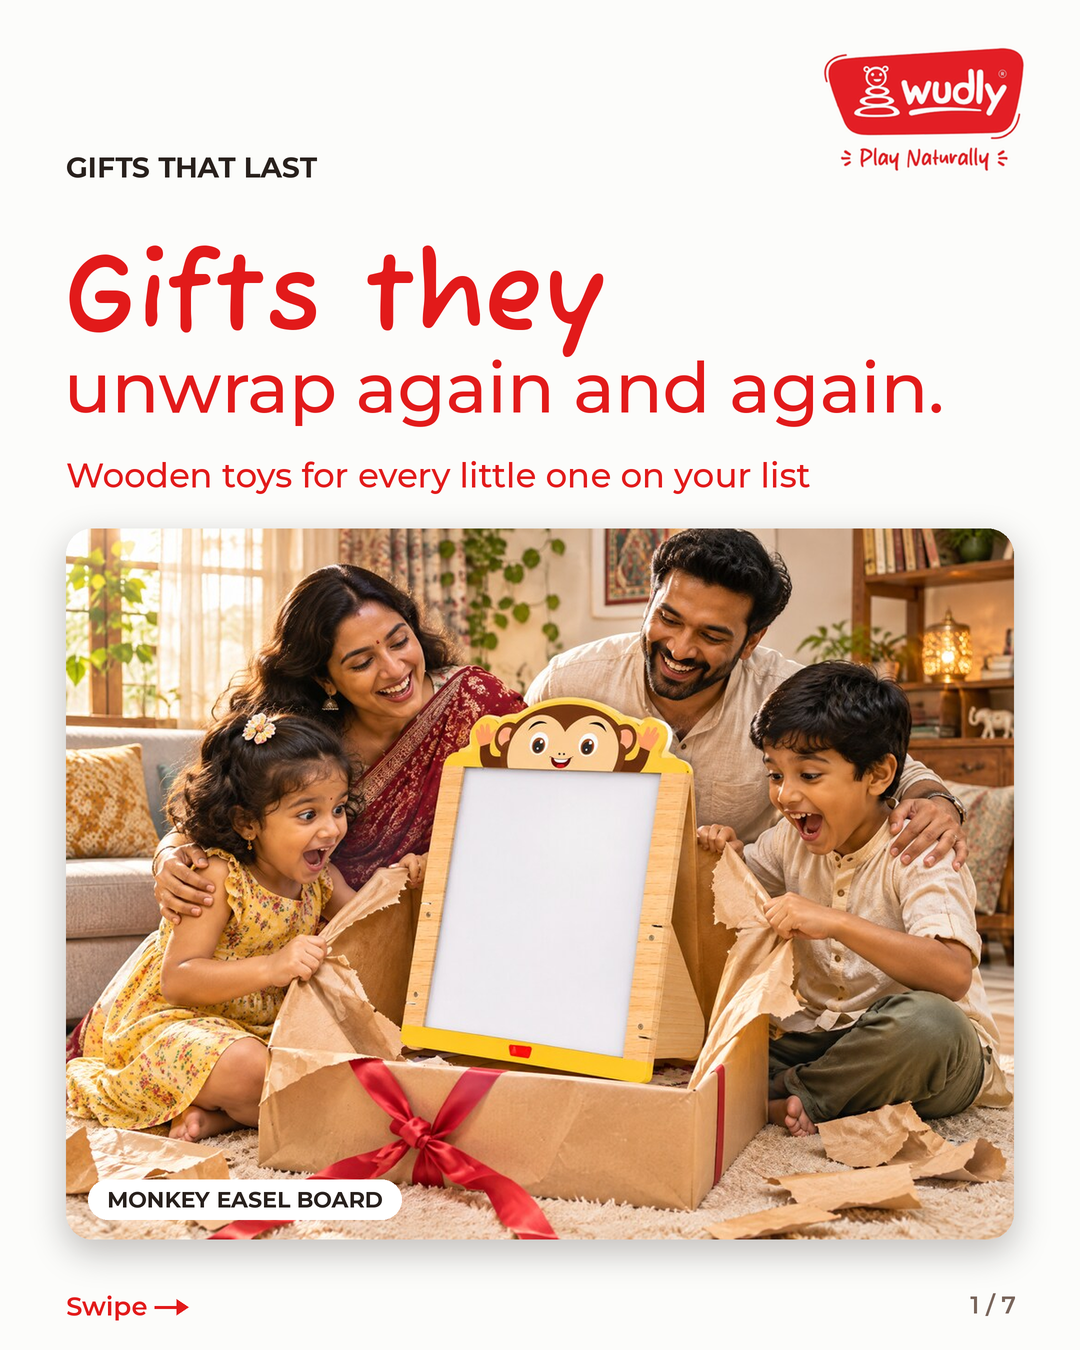 wudly®
Play Naturally
GIFTS THAT LAST
Gifts they
unwrap again and again.
Wooden toys for every little one on your list
MONKEY EASEL BOARD
Swipe →
1 / 7